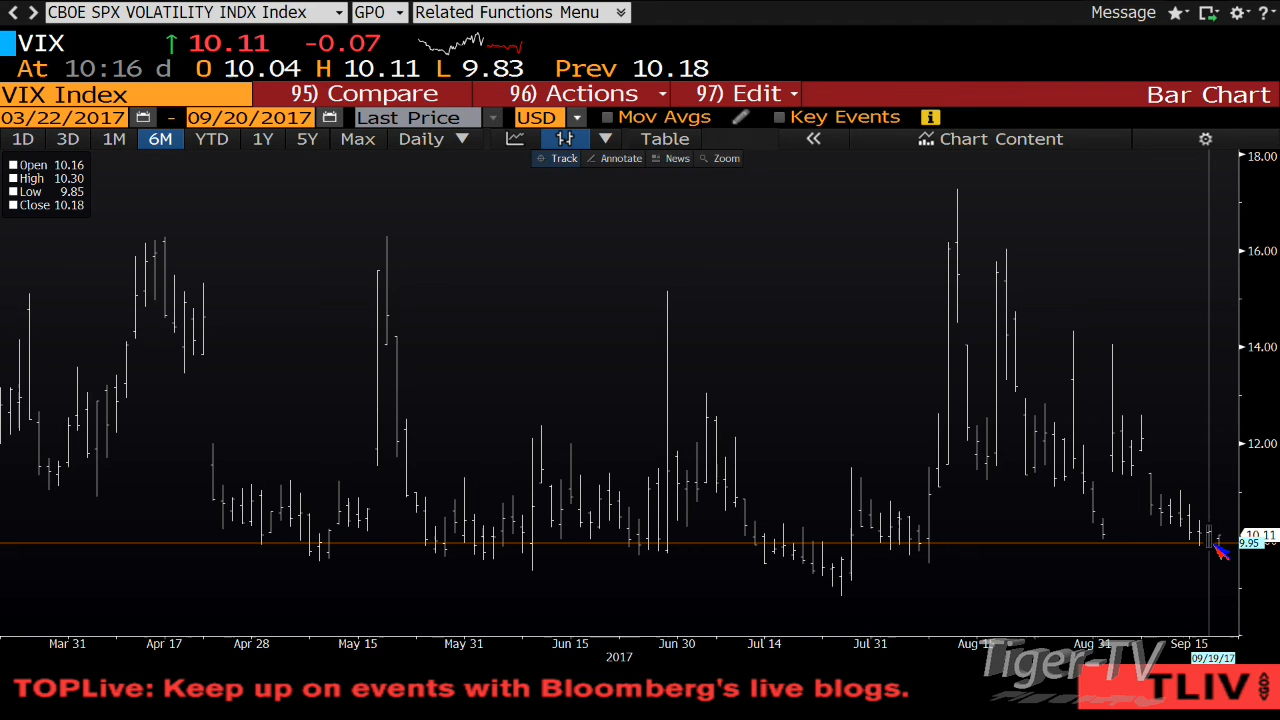 CBOE SPX VOLATILITY INDX Index GPO Related Functions Menu Message ?
VIX ↑ 10.11 -0.07
At 10:16 d O 10.04 H 10.11 L 9.83 Prev 10.18
VIX Index 95) Compare 96) Actions 97) Edit Bar Chart
03/22/2017 - 09/20/2017 Last Price USD Mov Avgs Key Events i
1D 3D 1M 6M YTD 1Y 5Y Max Daily Table « Chart Content
Track Annotate News Zoom
Open 10.16
High 10.30
Low 9.85
Close 10.18
18.00
16.00
14.00
12.00
10.11
9.95
Mar 31 Apr 17 Apr 28 May 15 May 31 Jun 15 Jun 30 Jul 14 Jul 31 Aug 15 Aug 31 Sep 15
2017
09/19/17
Tiger-TV
TOPLive: Keep up on events with Bloomberg's live blogs. TLIV